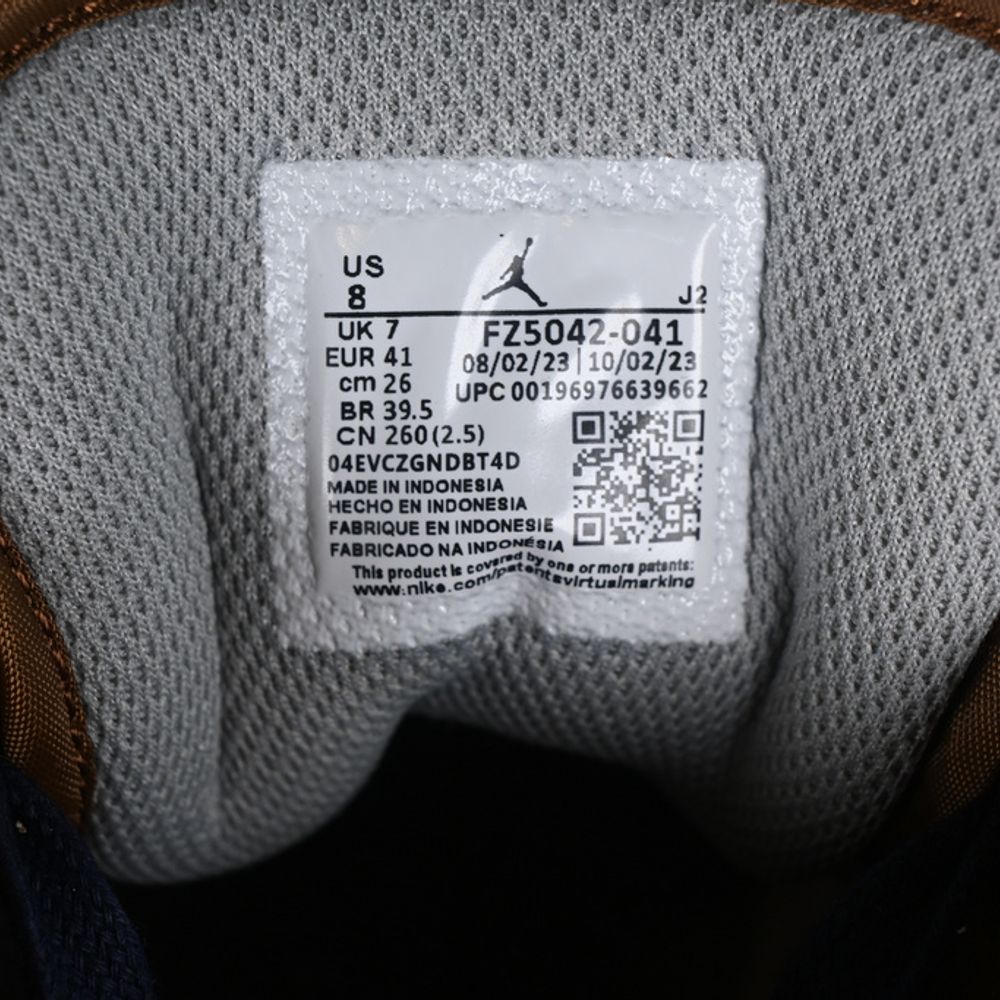 US
8
J2
UK 7
FZ5042-041
EUR 41
08/02/23 | 10/02/23
cm 26
UPC 00196976639662
BR 39.5
CN 260 (2.5)
04EVCZGNDBT4D
MADE IN INDONESIA
HECHO EN INDONESIA
FABRIQUE EN INDONESIE
FABRICADO NA INDONÉSIA
This product is covered by one or more patents:
www.nike.com/patentsvirtualmarking